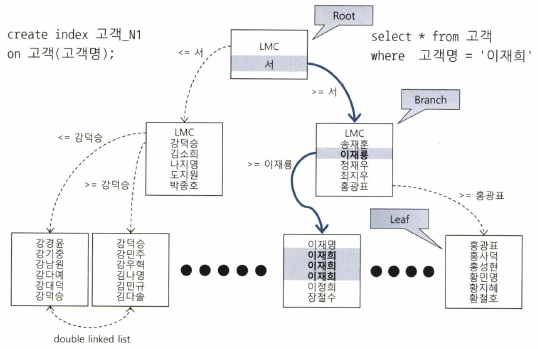 create index 고객_N1
on 고객(고객명);
Root
select * from 고객
where 고객명 = '이재희'
<= 서
LMC
서
>= 서
Branch
LMC
강덕승
김소희
나지영
도지원
박종호
LMC
송재훈
이재룡
정재우
최지우
홍광표
<= 강덕승
>= 강덕승
>= 이재룡
>= 홍광표
Leaf
강경윤
강기중
강남원
강다예
강대덕
강덕승
강덕승
강민주
강우혁
김나영
김민규
김다솔
이재명
이재희
이재희
이재희
이정희
장철수
홍광표
홍사덕
홍성현
황민영
황지혜
황철호
double linked list